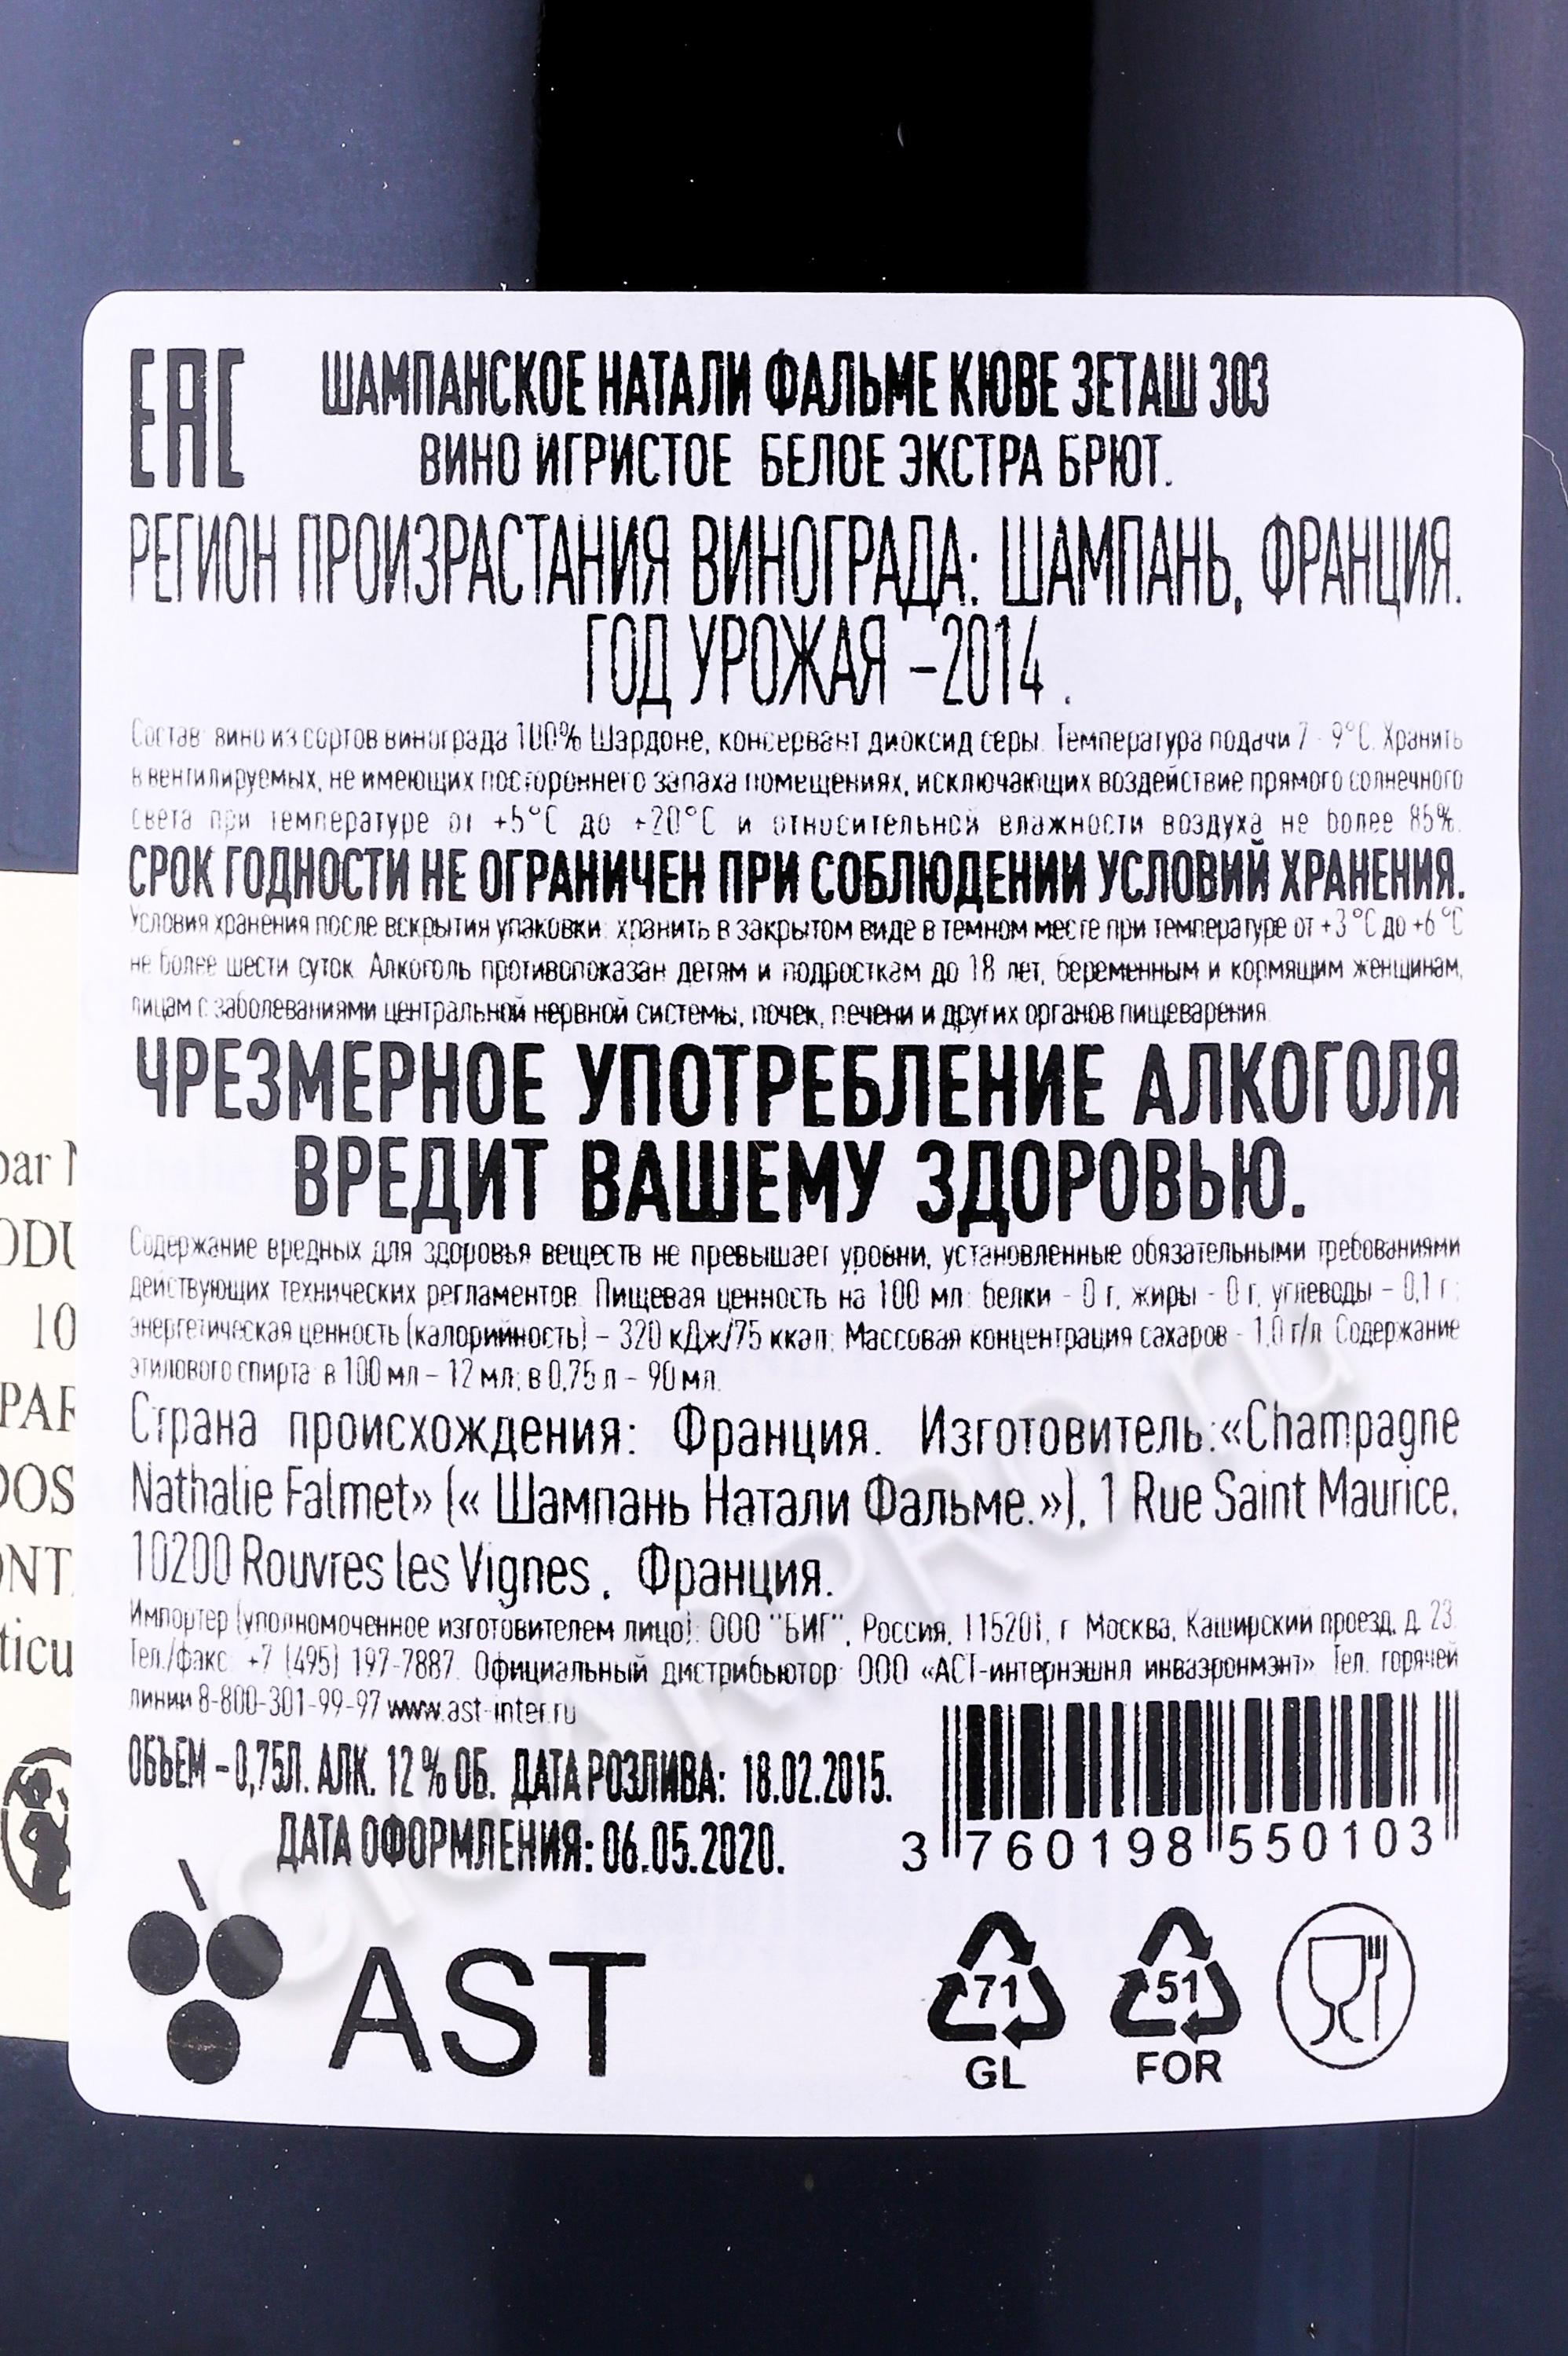 ЕАС
ШАМПАНСКОЕ НАТАЛИ ФАЛЬМЕ КЮВЕ ЗЕТАШ 303
ВИНО ИГРИСТОЕ БЕЛОЕ ЭКСТРА БРЮТ.
РЕГИОН ПРОИЗРАСТАНИЯ ВИНОГРАДА: ШАМПАНЬ, ФРАНЦИЯ.
ГОД УРОЖАЯ –2014 .
Состав: вино из сортов винограда 100% Шардоне, консервант диоксид серы. Температура подачи 7 - 9°С. Хранить
в вентилируемых, не имеющих постороннего запаха помещениях, исключающих воздействие прямого солнечного
света при температуре от +5°С до +20°С и относительной влажности воздуха не более 85%.
СРОК ГОДНОСТИ НЕ ОГРАНИЧЕН ПРИ СОБЛЮДЕНИИ УСЛОВИЙ ХРАНЕНИЯ.
Условия хранения после вскрытия упаковки: хранить в закрытом виде в темном месте при температуре от +3°С до +6°С
не более шести суток. Алкоголь противопоказан детям и подросткам до 18 лет, беременным и кормящим женщинам,
лицам с заболеваниями центральной нервной системы, почек, печени и других органов пищеварения.
ЧРЕЗМЕРНОЕ УПОТРЕБЛЕНИЕ АЛКОГОЛЯ
ВРЕДИТ ВАШЕМУ ЗДОРОВЬЮ.
Содержание вредных для здоровья веществ не превышает уровни, установленные обязательными требованиями
действующих технических регламентов. Пищевая ценность на 100 мл: белки - 0 г, жиры - 0 г, углеводы – 0,1 г;
энергетическая ценность (калорийность) – 320 кДж/75 ккал. Массовая концентрация сахаров - 1,0 г/л. Содержание
этилового спирта: в 100 мл – 12 мл; в 0,75 л – 90 мл.
Страна происхождения: Франция. Изготовитель:«Champagne
Nathalie Falmet» (« Шампань Натали Фальме.»), 1 Rue Saint Maurice,
10200 Rouvres les Vignes , Франция.
Импортер (уполномоченное изготовителем лицо): ООО "БИГ", Россия, 115201, г. Москва, Каширский проезд, д. 23.
Тел./факс: +7 (495) 197-7887. Официальный дистрибьютор: ООО «АСТ-интернэшнл инваэронмэнт» Тел. горячей
линии 8-800-301-99-97 www.ast-inter.ru
ОБЪЕМ – 0,75Л. АЛК. 12 % ОБ. ДАТА РОЗЛИВА: 18.02.2015.
ДАТА ОФОРМЛЕНИЯ: 06.05.2020.
3 760198 550103
AST
71
GL
51
FOR
par
10
CIGARPRO.ru